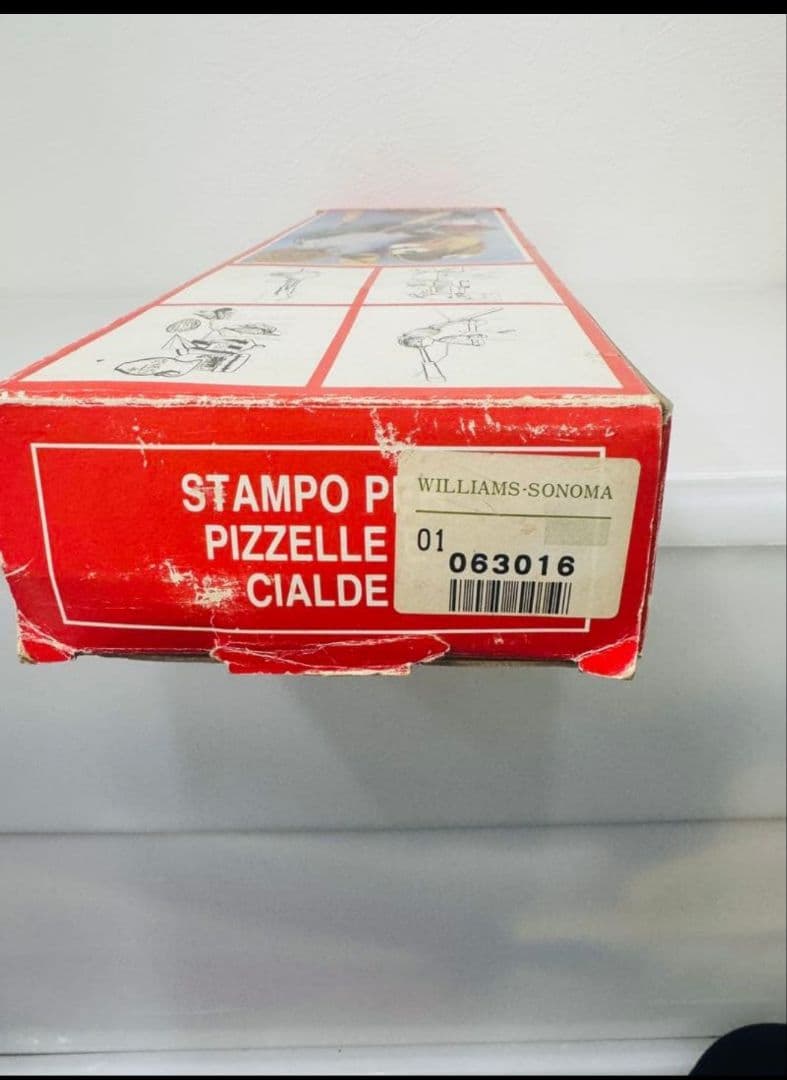 STAMPO P
PIZZELLE
CIALDE
WILLIAMS-SONOMA
01
063016